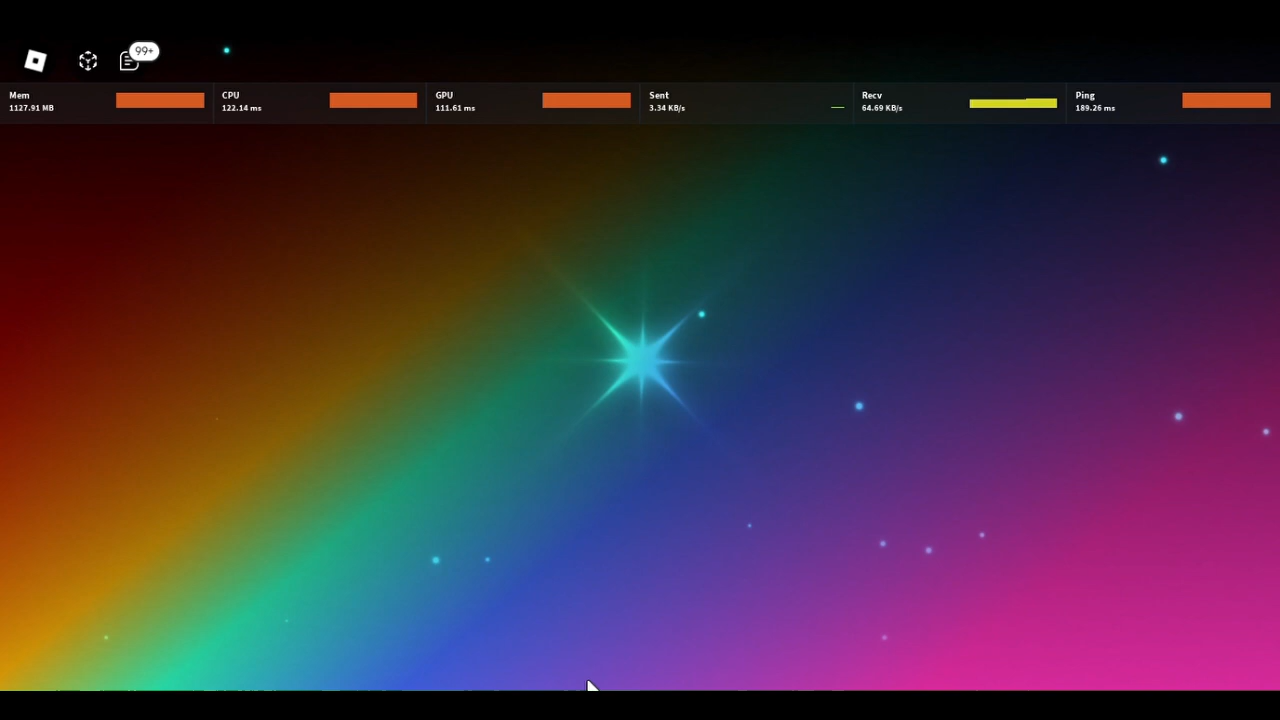 99+
Mem
1127.91 MB
CPU
122.14 ms
GPU
111.61 ms
Sent
3.34 KB/s
Recv
64.69 KB/s
Ping
189.26 ms